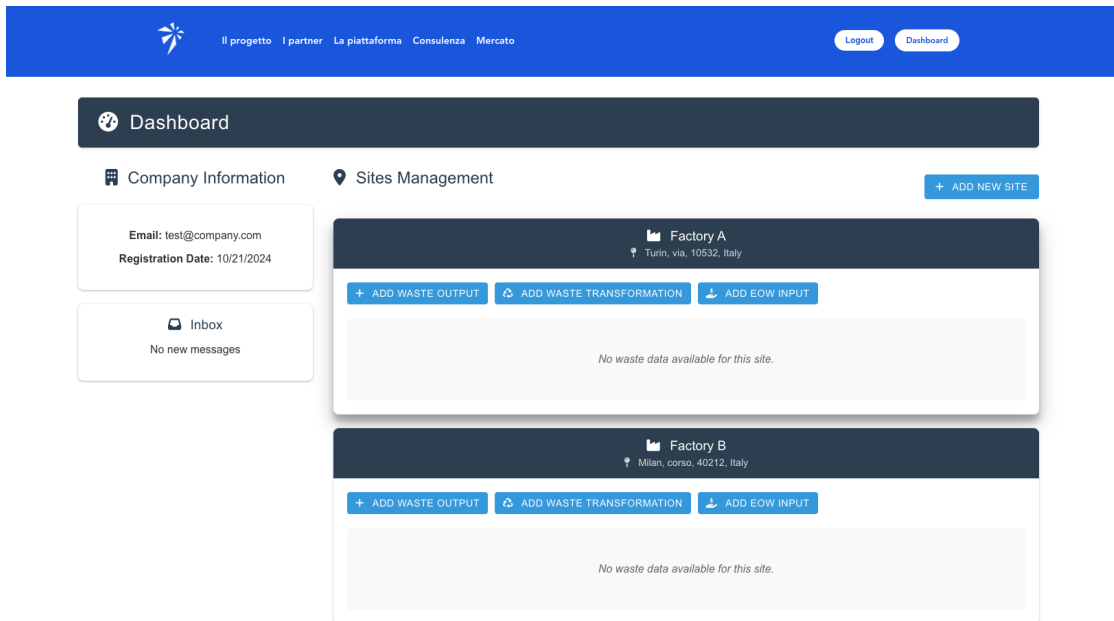 Il progetto I partner La piattaforma Consulenza Mercato Logout Dashboard
Dashboard
Company Information
Email: test@company.com
Registration Date: 10/21/2024
Inbox
No new messages
Sites Management
+ ADD NEW SITE
Factory A
Turin, via, 10532, Italy
+ ADD WASTE OUTPUT ADD WASTE TRANSFORMATION ADD EOW INPUT
No waste data available for this site.
Factory B
Milan, corso, 40212, Italy
+ ADD WASTE OUTPUT ADD WASTE TRANSFORMATION ADD EOW INPUT
No waste data available for this site.